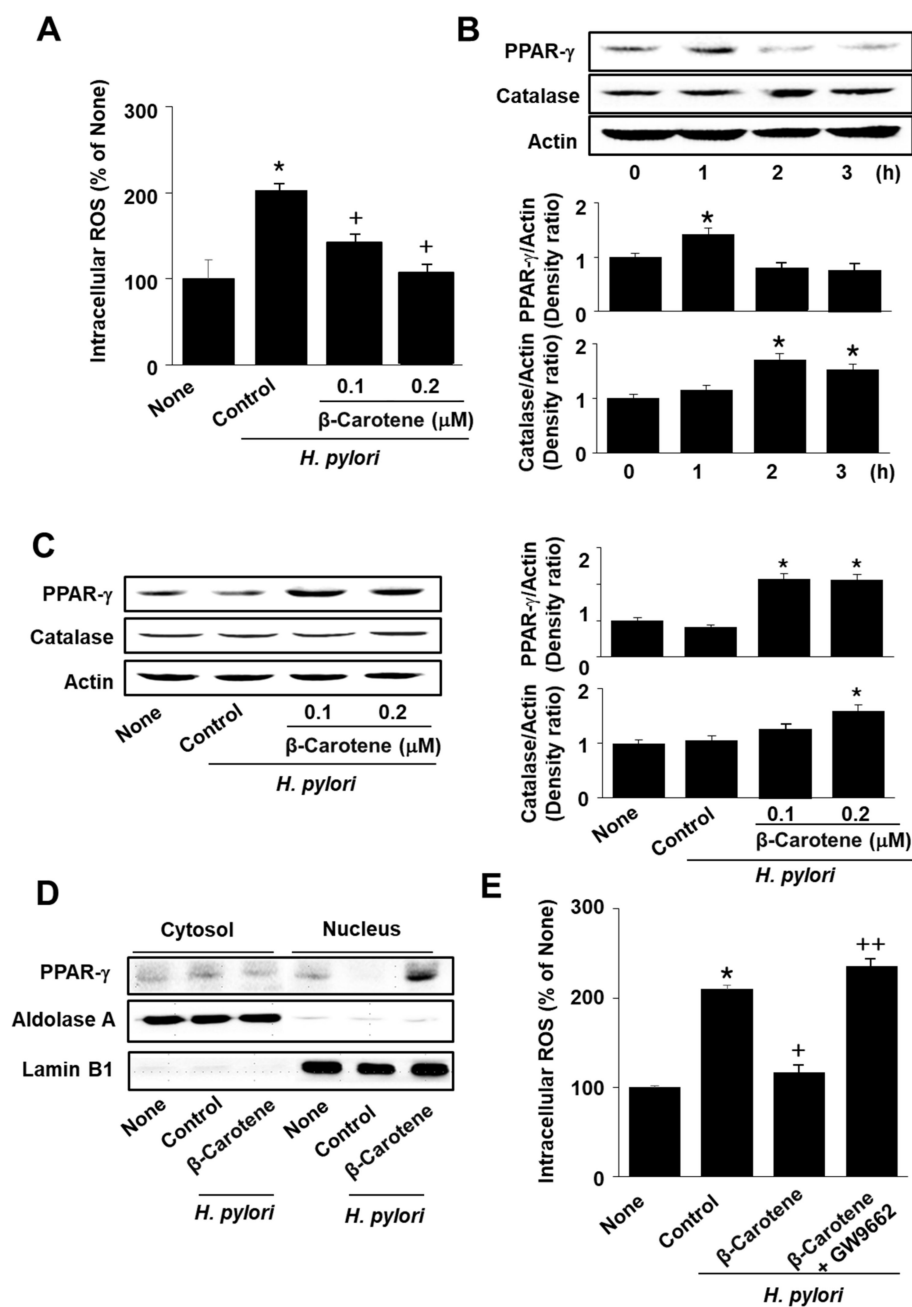 A
Intracellular ROS (% of None)
300
200
100
0
*
+
+
None
Control
0.1
0.2
β-Carotene (μM)
H. pylori
B
PPAR-γ
Catalase
Actin
0 1 2 3 (h)
PPAR-γ/Actin
(Density ratio)
2
1
0
*
Catalase/Actin
(Density ratio)
2
1
0
*
*
0 1 2 3 (h)
C
PPAR-γ
Catalase
Actin
None
Control
0.1
0.2
β-Carotene (μM)
H. pylori
PPAR-γ/Actin
(Density ratio)
2
1
0
*
*
Catalase/Actin
(Density ratio)
2
1
0
*
None
Control
0.1
0.2
β-Carotene (μM)
H. pylori
D
Cytosol
Nucleus
PPAR-γ
Aldolase A
Lamin B1
None
Control
β-Carotene
None
Control
β-Carotene
H. pylori
H. pylori
E
Intracellular ROS (% of None)
300
200
100
0
*
+
++
None
Control
β-Carotene
β-Carotene
+ GW9662
H. pylori